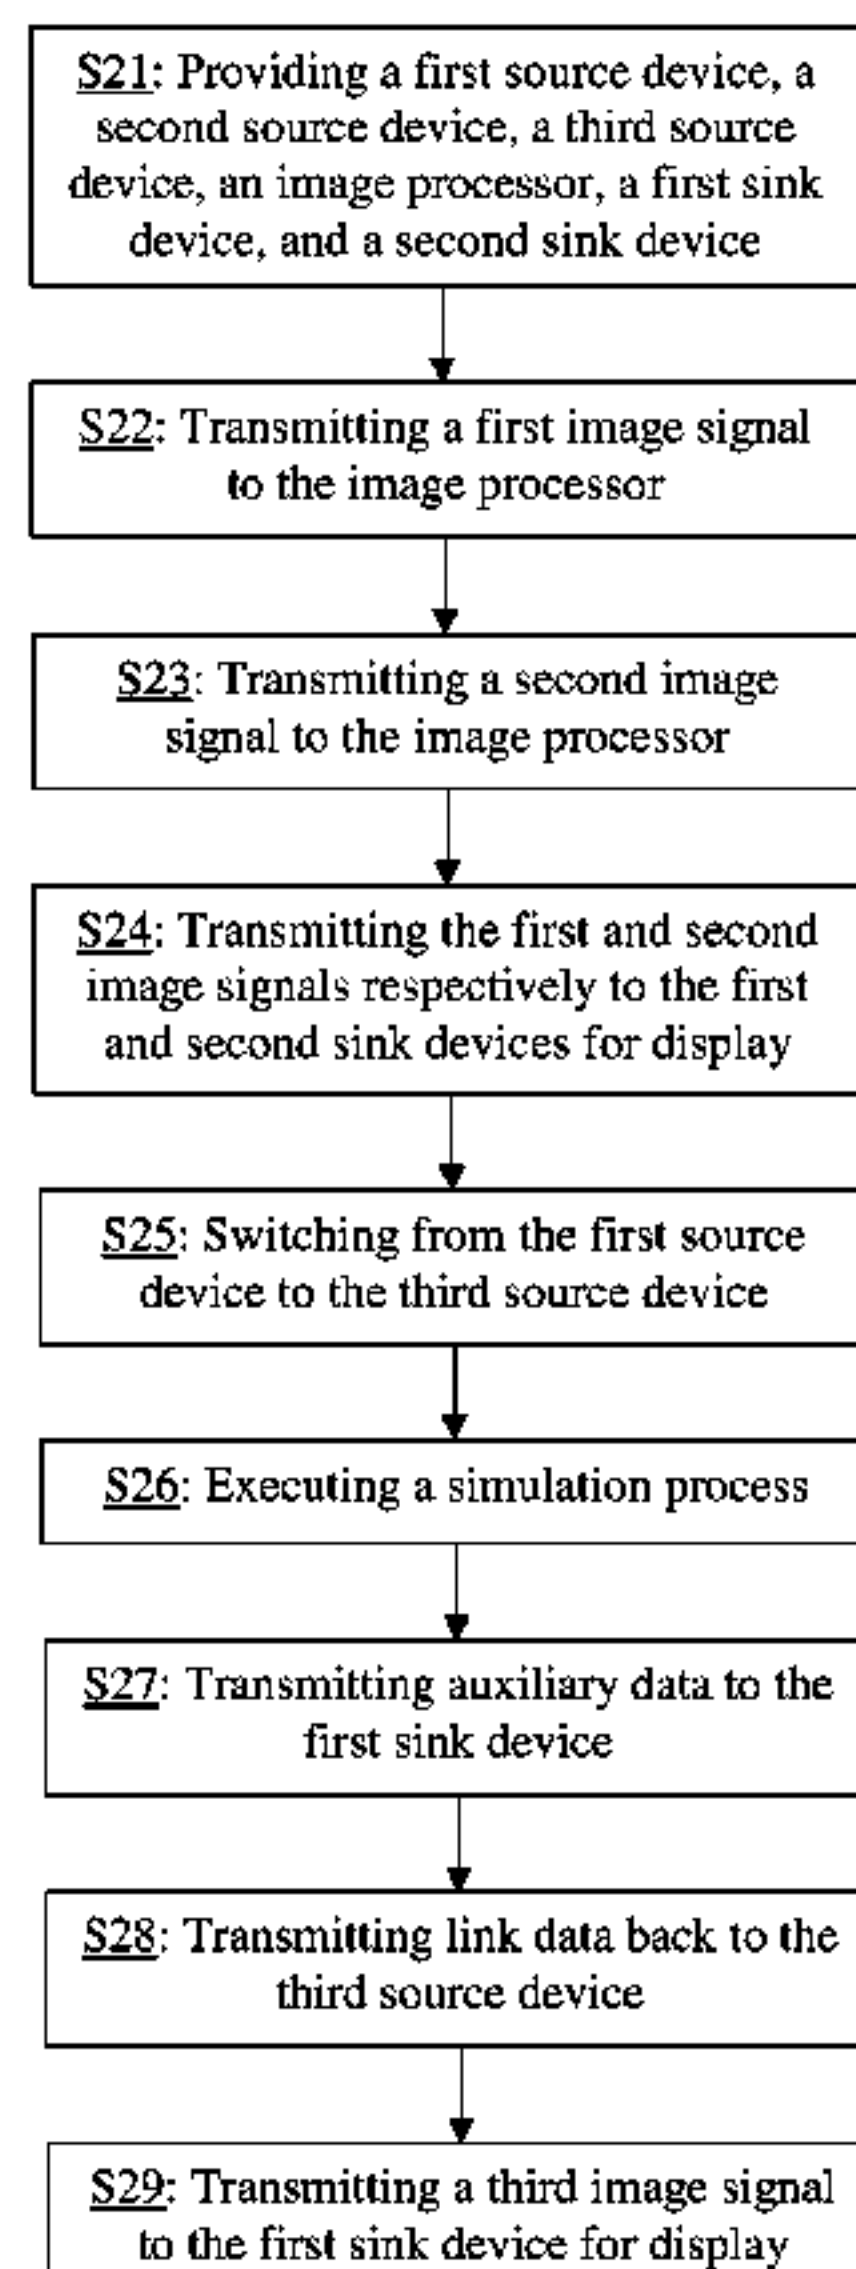 S21: Providing a first source device, a
second source device, a third source
device, an image processor, a first sink
device, and a second sink device
S22: Transmitting a first image signal
to the image processor
S23: Transmitting a second image
signal to the image processor
S24: Transmitting the first and second
image signals respectively to the first
and second sink devices for display
S25: Switching from the first source
device to the third source device
S26: Executing a simulation process
S27: Transmitting auxiliary data to the
first sink device
S28: Transmitting link data back to the
third source device
S29: Transmitting a third image signal
to the first sink device for display